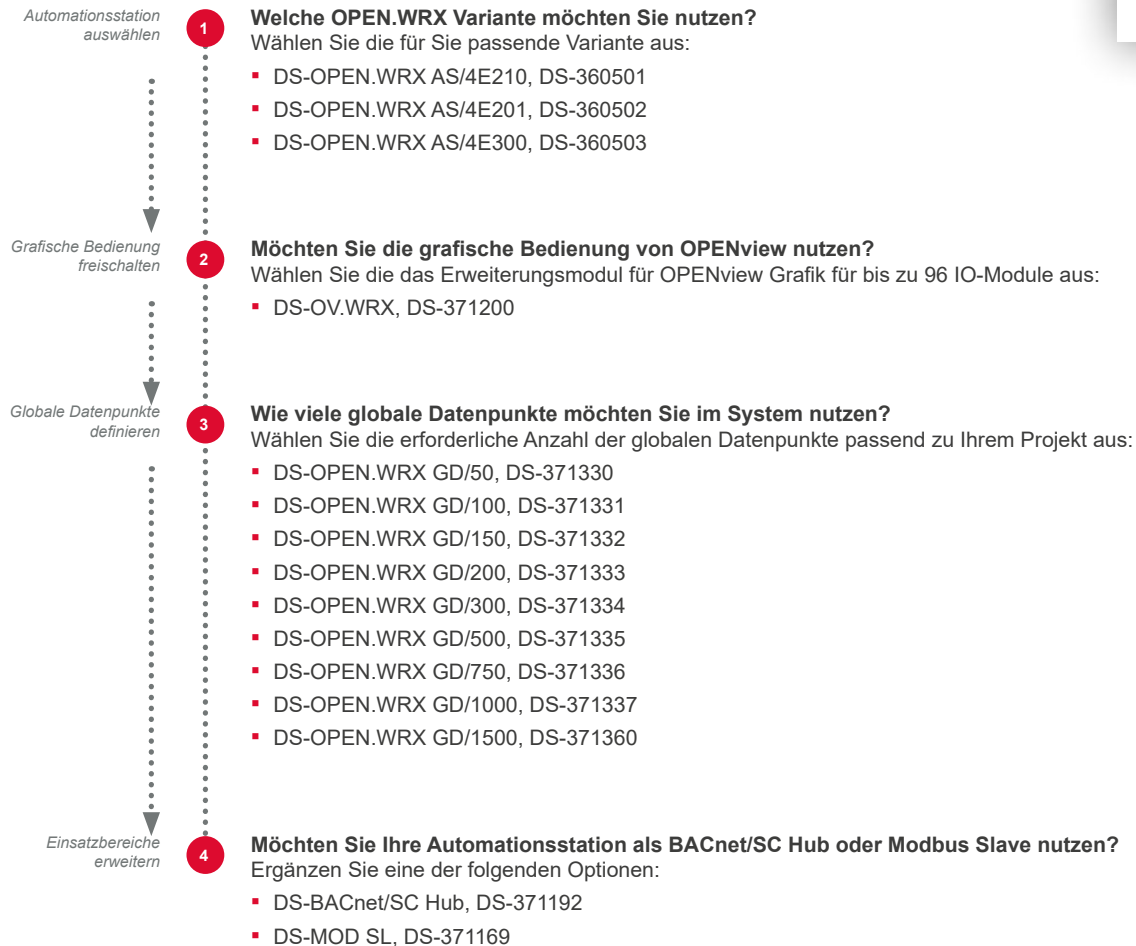 Automationsstation
auswählen
1
Welche OPEN.WRX Variante möchten Sie nutzen?
Wählen Sie die für Sie passende Variante aus:
▪ DS-OPEN.WRX AS/4E210, DS-360501
▪ DS-OPEN.WRX AS/4E201, DS-360502
▪ DS-OPEN.WRX AS/4E300, DS-360503
Grafische Bedienung
freischalten
2
Möchten Sie die grafische Bedienung von OPENview nutzen?
Wählen Sie die das Erweiterungsmodul für OPENview Grafik für bis zu 96 IO-Module aus:
▪ DS-OV.WRX, DS-371200
Globale Datenpunkte
definieren
3
Wie viele globale Datenpunkte möchten Sie im System nutzen?
Wählen Sie die erforderliche Anzahl der globalen Datenpunkte passend zu Ihrem Projekt aus:
▪ DS-OPEN.WRX GD/50, DS-371330
▪ DS-OPEN.WRX GD/100, DS-371331
▪ DS-OPEN.WRX GD/150, DS-371332
▪ DS-OPEN.WRX GD/200, DS-371333
▪ DS-OPEN.WRX GD/300, DS-371334
▪ DS-OPEN.WRX GD/500, DS-371335
▪ DS-OPEN.WRX GD/750, DS-371336
▪ DS-OPEN.WRX GD/1000, DS-371337
▪ DS-OPEN.WRX GD/1500, DS-371360
Einsatzbereiche
erweitern
4
Möchten Sie Ihre Automationsstation als BACnet/SC Hub oder Modbus Slave nutzen?
Ergänzen Sie eine der folgenden Optionen:
▪ DS-BACnet/SC Hub, DS-371192
▪ DS-MOD SL, DS-371169